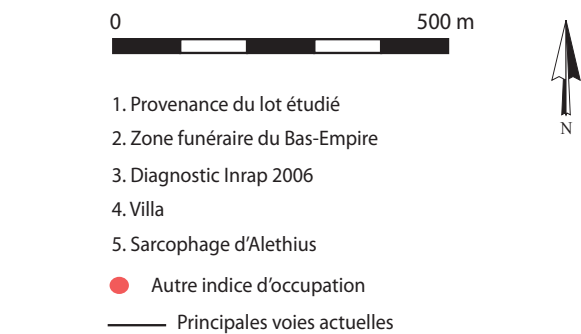 0 500 m
N
1. Provenance du lot étudié
2. Zone funéraire du Bas-Empire
3. Diagnostic Inrap 2006
4. Villa
5. Sarcophage d'Alethius
Autre indice d'occupation
Principales voies actuelles